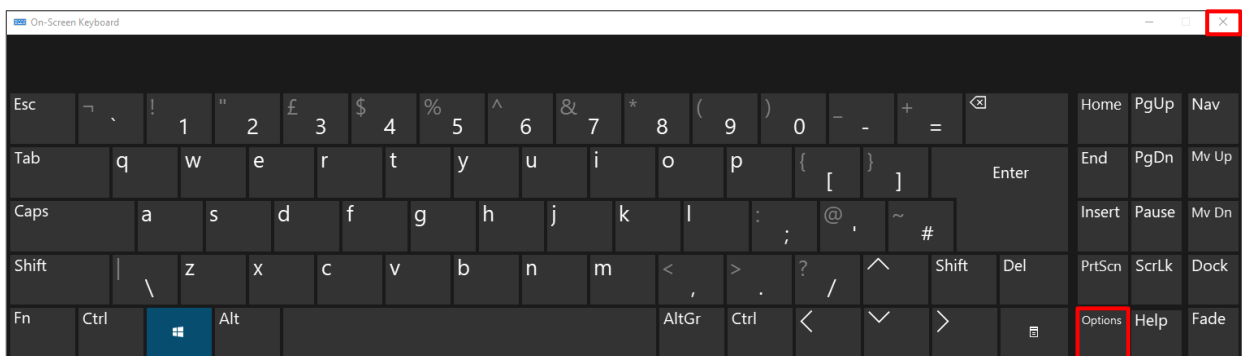 On-Screen Keyboard
Esc ¬ ` ! 1 " 2 £ 3 $ 4 % 5 ^ 6 & 7 * 8 ( 9 ) 0 _ - + = Home PgUp Nav
Tab q w e r t y u i o p { [ } ] Enter End PgDn Mv Up
Caps a s d f g h j k l : ; @ ' ~ # Insert Pause Mv Dn
Shift | \ z x c v b n m < , > . ? / Shift Del PrtScn ScrLk Dock
Fn Ctrl Alt AltGr Ctrl Options Help Fade